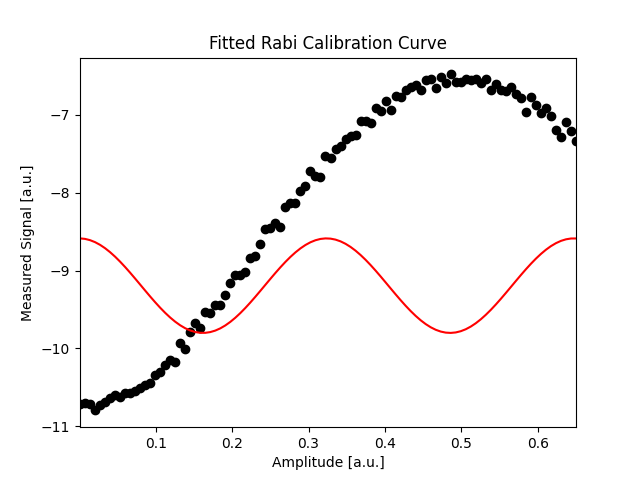 Fitted Rabi Calibration Curve
Measured Signal [a.u.]
−7
−8
−9
−10
−11
0.1 0.2 0.3 0.4 0.5 0.6
Amplitude [a.u.]